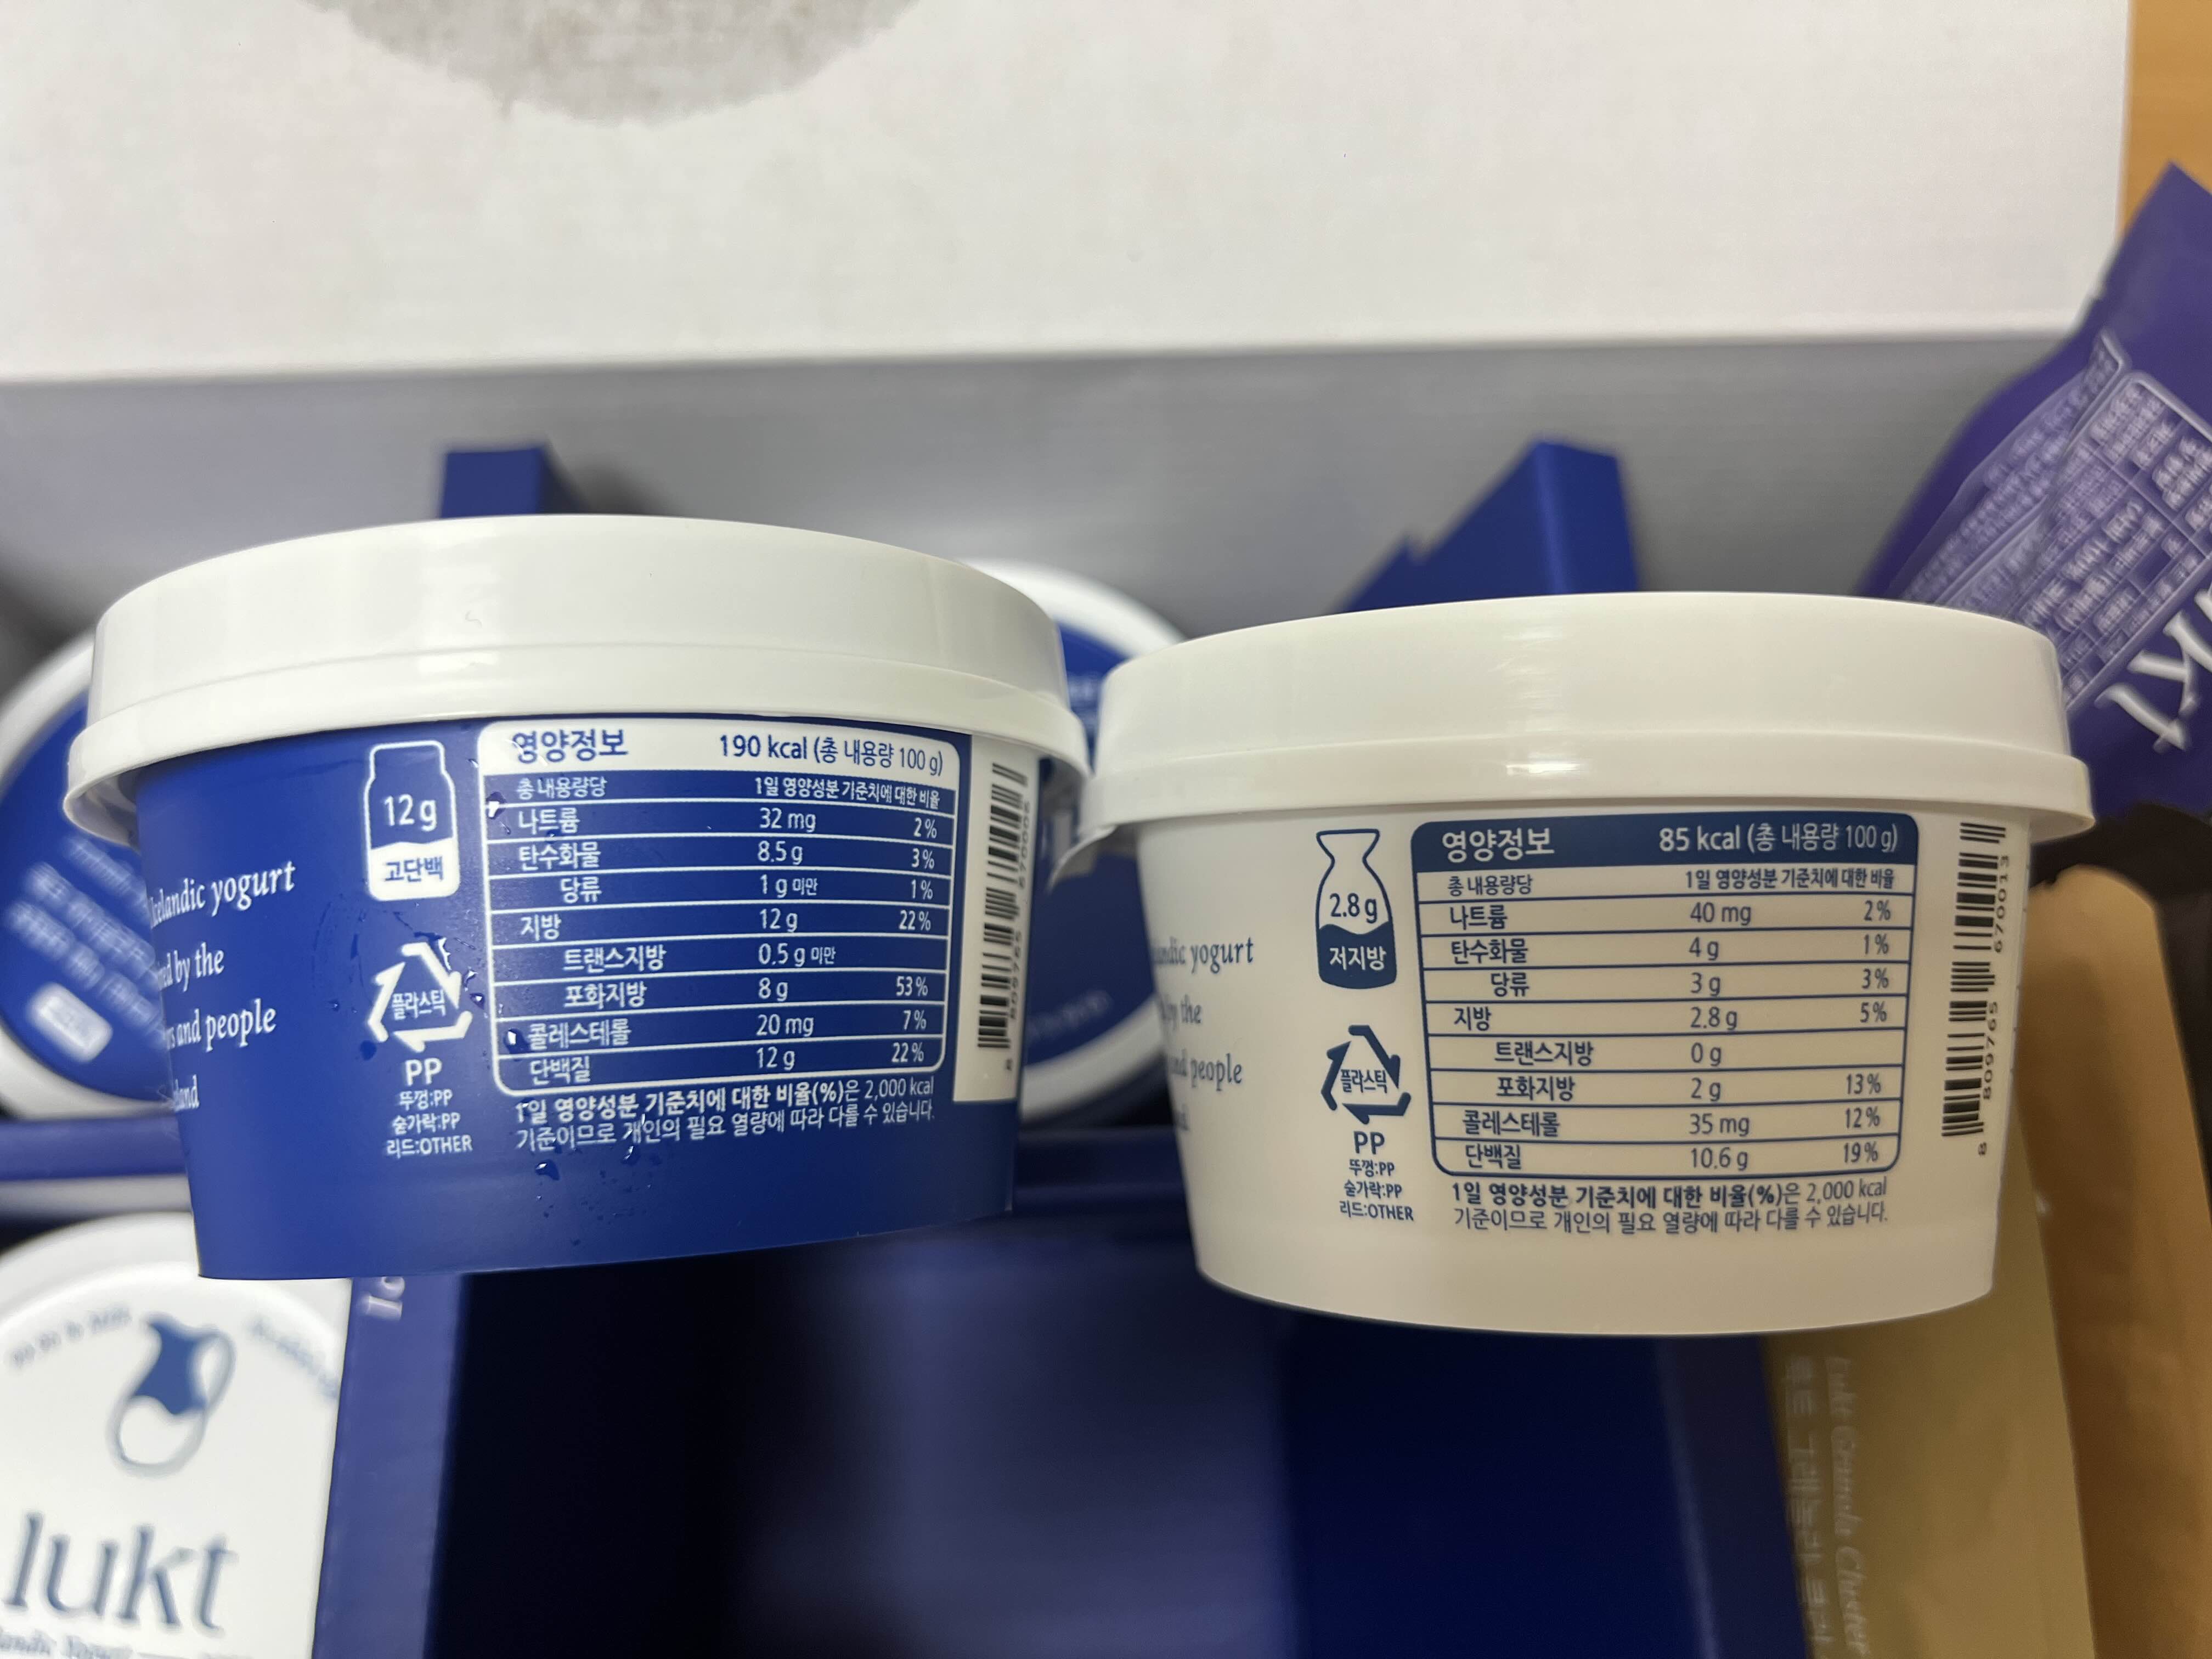 Icelandic yogurt
by the
and people
12g
고단백
플라스틱
PP
뚜껑:PP
숟가락:PP
리드:OTHER
영양정보 190 kcal (총 내용량 100 g)
총 내용량당 1일 영양성분 기준치에 대한 비율
나트륨 32 mg 2%
탄수화물 8.5 g 3%
당류 1 g 미만 1%
지방 12 g 22%
트랜스지방 0.5 g 미만
포화지방 8 g 53%
콜레스테롤 20 mg 7%
단백질 12 g 22%
1일 영양성분 기준치에 대한 비율(%)은 2,000 kcal
기준이므로 개인의 필요 열량에 따라 다를 수 있습니다.
yogurt
the
people
2.8g
저지방
플라스틱
PP
뚜껑:PP
숟가락:PP
리드:OTHER
영양정보 85 kcal (총 내용량 100 g)
총 내용량당 1일 영양성분 기준치에 대한 비율
나트륨 40 mg 2%
탄수화물 4 g 1%
당류 3 g 3%
지방 2.8 g 5%
트랜스지방 0 g
포화지방 2 g 13%
콜레스테롤 35 mg 12%
단백질 10.6 g 19%
1일 영양성분 기준치에 대한 비율(%)은 2,000 kcal
기준이므로 개인의 필요 열량에 따라 다를 수 있습니다.
8 809765 670013
lukt
Lukt Granola Cluster